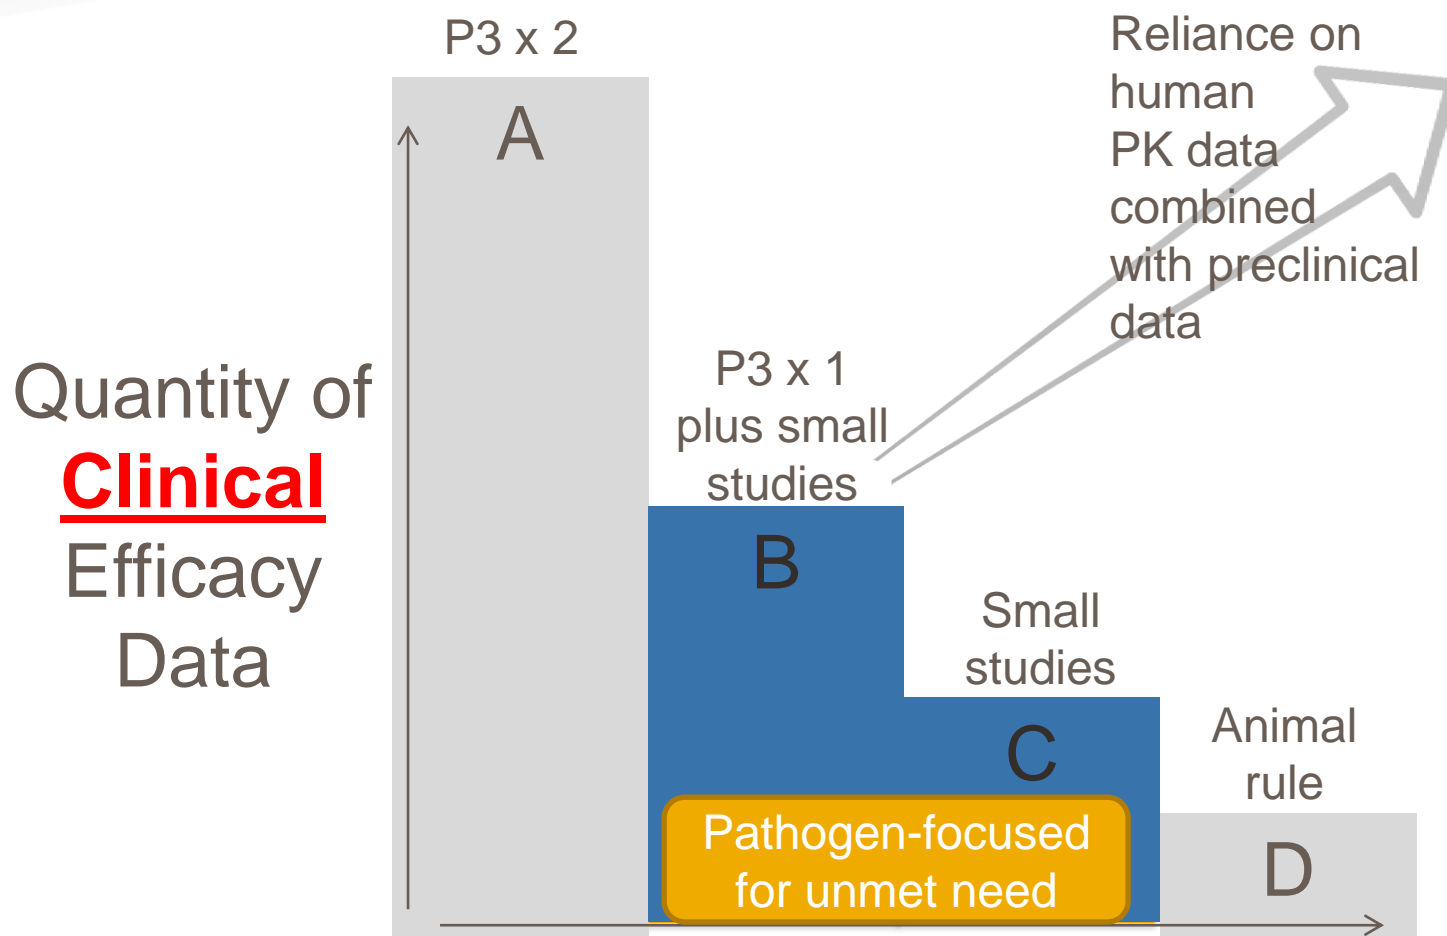 P3 x 2
A
Reliance on
human
PK data
combined
with preclinical
data
Quantity of
Clinical
Efficacy
Data
P3 x 1
plus small
studies
B
Small
studies
C
Animal
rule
D
Pathogen-focused
for unmet need